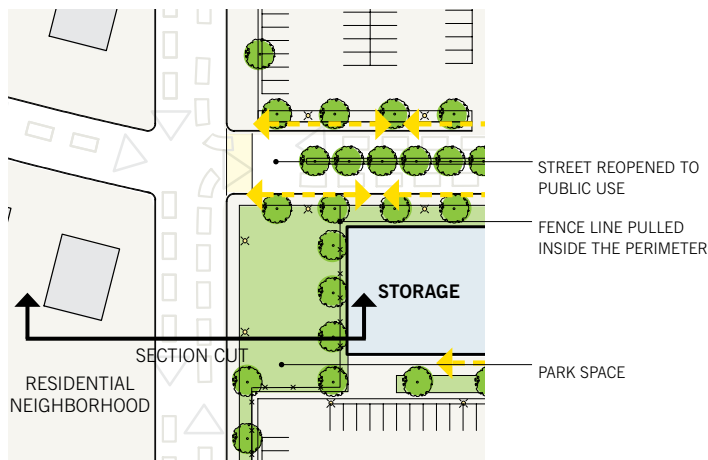 STREET REOPENED TO
PUBLIC USE
FENCE LINE PULLED
INSIDE THE PERIMETER
STORAGE
SECTION CUT
PARK SPACE
RESIDENTIAL
NEIGHBORHOOD